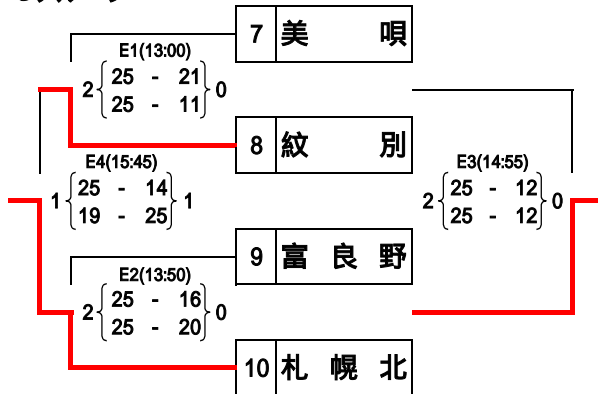 7 美 唄
E1(13:00)
2 25 - 21 0
25 - 11
8 紋 別
E4(15:45)
1 25 - 14 1
19 - 25
E3(14:55)
2 25 - 12 0
25 - 12
9 富 良 野
E2(13:50)
2 25 - 16 0
25 - 20
10 札 幌 北